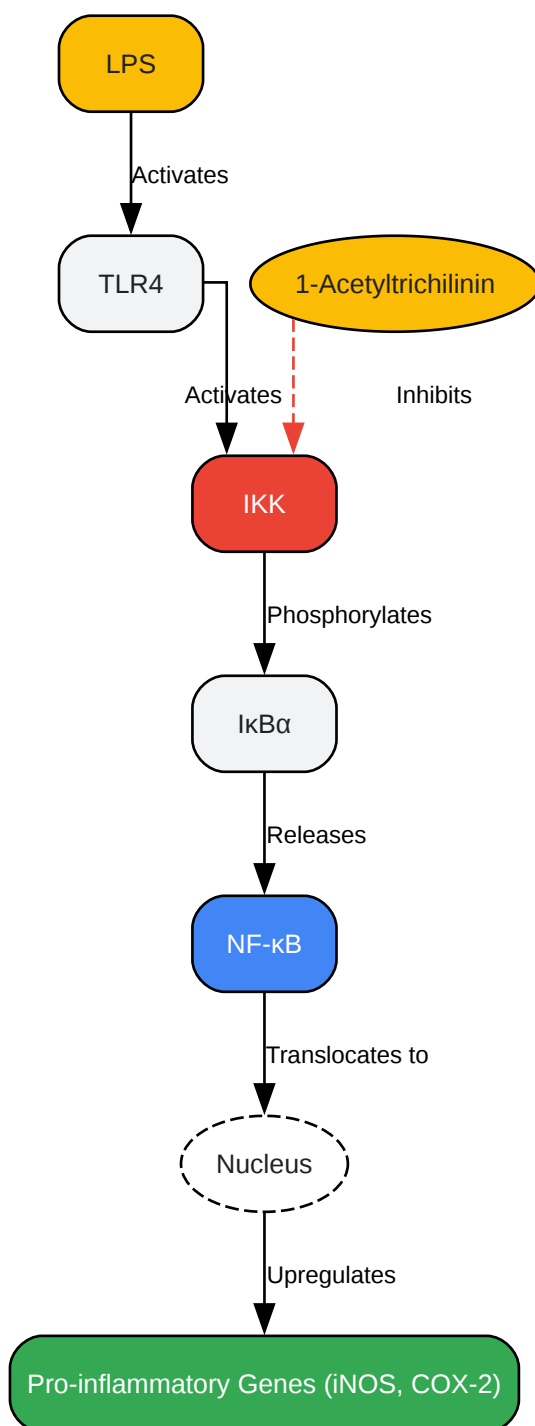 LPS
Activates
TLR4
1-Acetyltrichilinin
Activates
Inhibits
IKK
Phosphorylates
IκBα
Releases
NF-κB
Translocates to
Nucleus
Upregulates
Pro-inflammatory Genes (iNOS, COX-2)